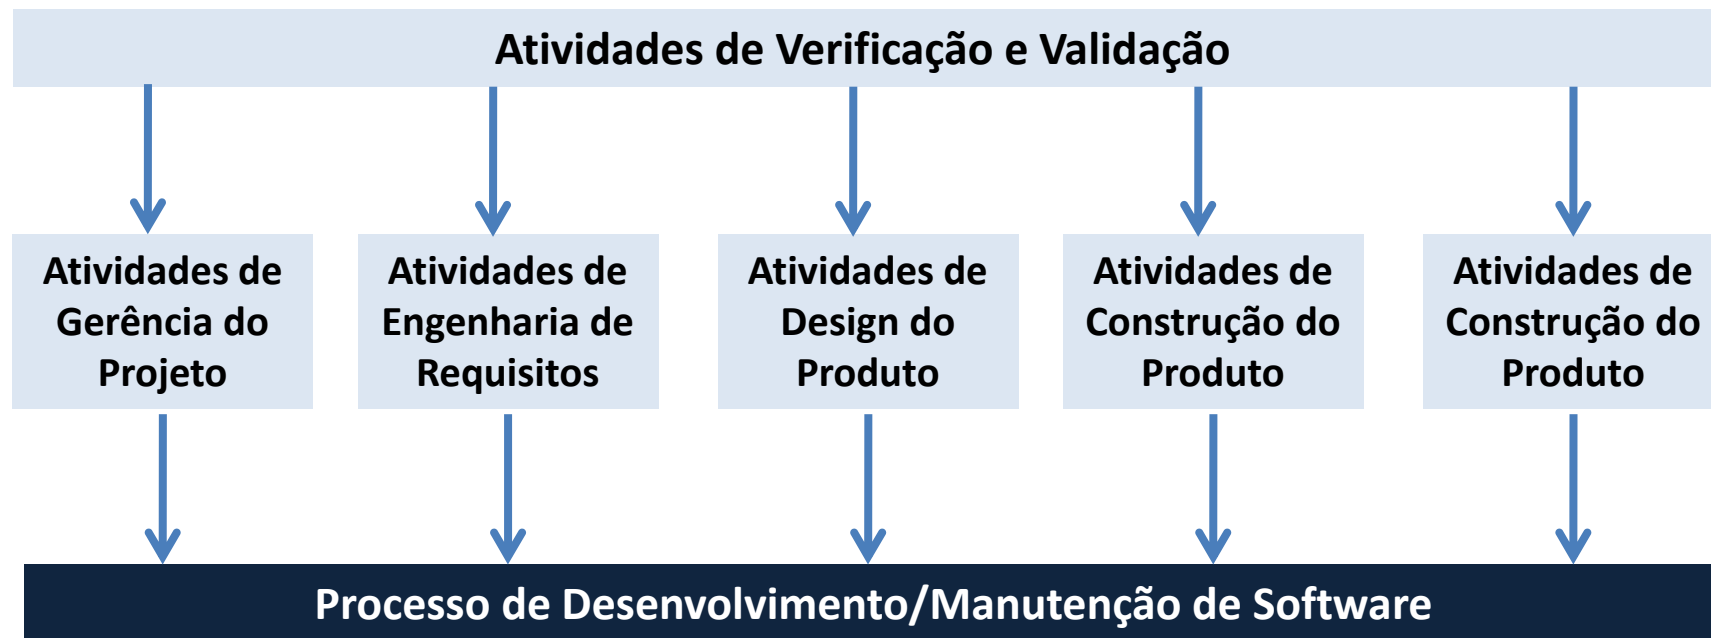 Atividades de Verificação e Validação
Atividades de
Gerência do
Projeto
Atividades de
Engenharia de
Requisitos
Atividades de
Design do
Produto
Atividades de
Construção do
Produto
Atividades de
Construção do
Produto
Processo de Desenvolvimento/Manutenção de Software